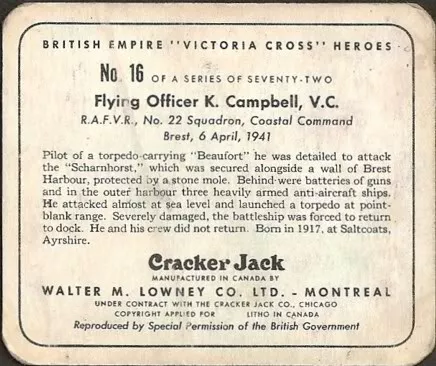 BRITISH EMPIRE "VICTORIA CROSS" HEROES
No. 16 OF A SERIES OF SEVENTY-TWO
Flying Officer K. Campbell, V.C.
R.A.F.V.R., No. 22 Squadron, Coastal Command
Brest, 6 April, 1941
Pilot of a torpedo-carrying "Beaufort" he was detailed to attack
the "Scharnhorst," which was secured alongside a wall of Brest
Harbour, protected by a stone mole. Behind were batteries of guns
and in the outer harbour three heavily armed anti-aircraft ships.
He attacked almost at sea level and launched a torpedo at point-
blank range. Severely damaged, the battleship was forced to return
to dock. He and his crew did not return. Born in 1917, at Saltcoats,
Ayrshire.
Cracker Jack
MANUFACTURED IN CANADA BY
WALTER M. LOWNEY CO. LTD. - MONTREAL
UNDER CONTRACT WITH THE CRACKER JACK CO., CHICAGO
COPYRIGHT APPLIED FOR LITHO IN CANADA
Reproduced by Special Permission of the British Government